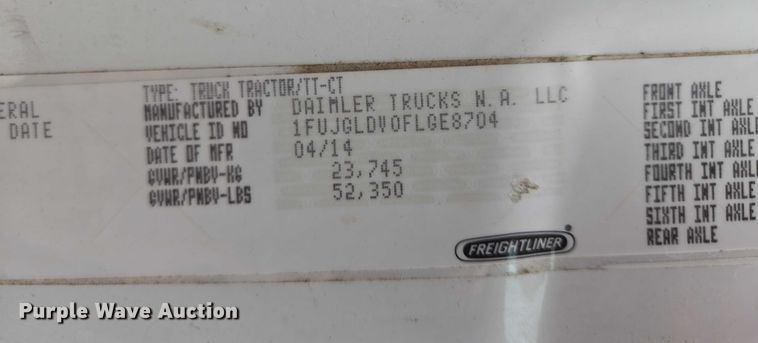 TYPE: TRUCK TRACTOR/TT-CT
ERAL MANUFACTURED BY DAIMLER TRUCKS N.A. LLC
DATE VEHICLE ID NO 1FUJGLDV0FLGE8704
DATE OF MFR 04/14
GVWR/PNBV-KG 23,745
GVWR/PNBV-LBS 52,350
FRONT AXLE
FIRST INT AXLE
SECOND INT AXLE
THIRD INT AXLE
FOURTH INT AXLE
FIFTH INT AXLE
SIXTH INT AXLE
REAR AXLE
FREIGHTLINER®
Purple Wave Auction